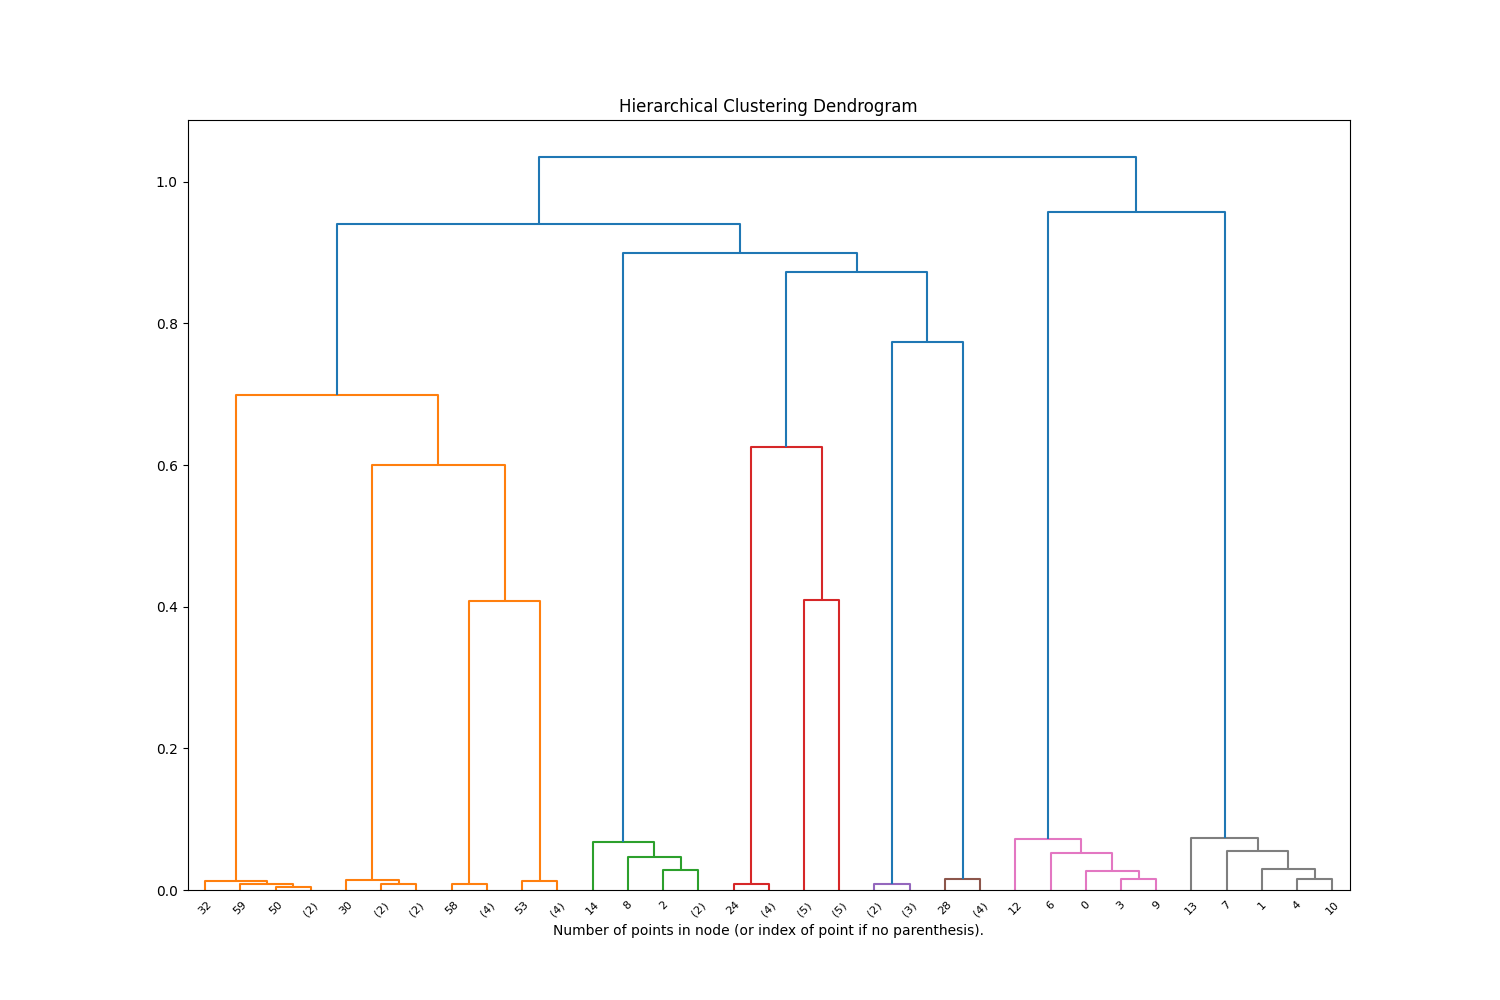 Hierarchical Clustering Dendrogram
1.0
0.8
0.6
0.4
0.2
0.0
32 59 50 (2) 30 (2) (2) 58 (4) 53 (4) 14 8 2 (2) 24 (4) (5) (5) (2) (3) 28 (4) 12 6 0 3 9 13 7 1 4 10
Number of points in node (or index of point if no parenthesis).